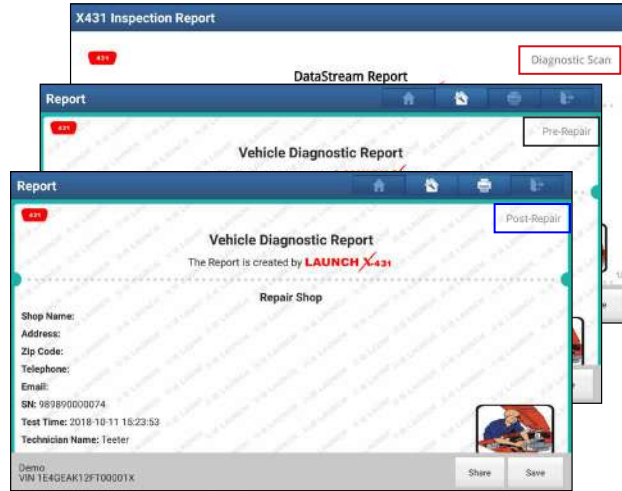 X431 Inspection Report
431
Diagnostic Scan
DataStream Report
Report
431
Pre-Repair
Vehicle Diagnostic Report
Report
431
Post-Repair
Vehicle Diagnostic Report
The Report is created by LAUNCH X-431
Repair Shop
Shop Name:
Address:
Zip Code:
Telephone:
Email:
SN: 989890000074
Test Time: 2018-10-11 15:23:53
Technician Name: Teeter
Demo
VIN 1E4GEAK12FT00001X
Share
Save